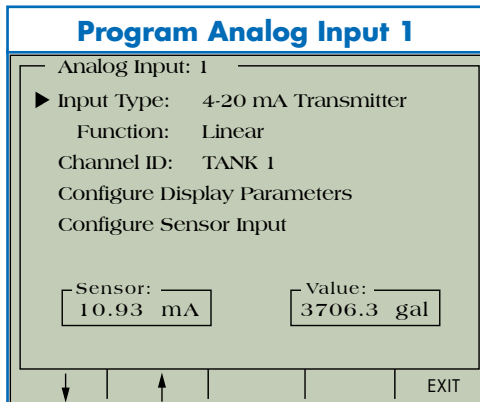 Program Analog Input 1
Analog Input: 1
Input Type: 4-20 mA Transmitter
Function: Linear
Channel ID: TANK 1
Configure Display Parameters
Configure Sensor Input
Sensor: Value:
10.93 mA 3706.3 gal
EXIT